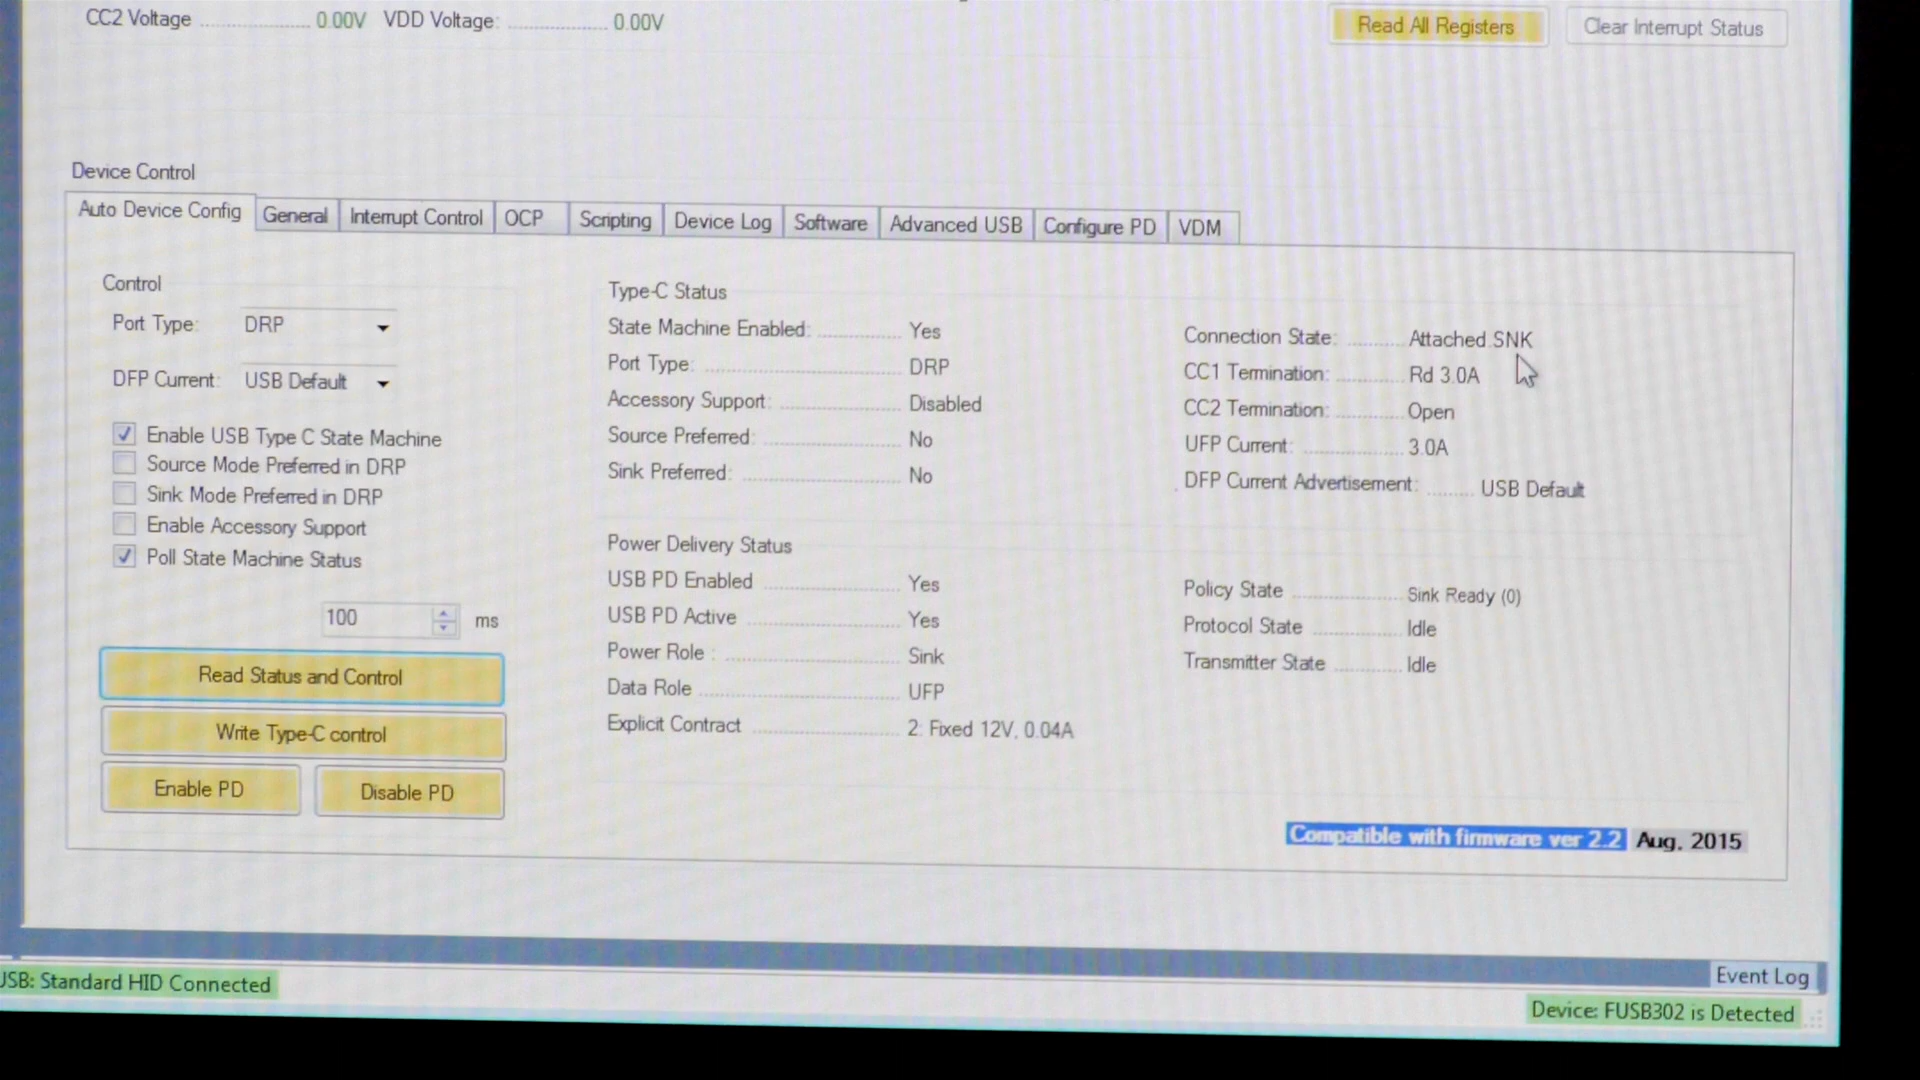 CC2 Voltage ................ 0.00V VDD Voltage: ................ 0.00V
Read All Registers
Clear Interrupt Status
Device Control
Auto Device Config
General
Interrupt Control
OCP
Scripting
Device Log
Software
Advanced USB
Configure PD
VDM
Control
Port Type: DRP
DFP Current: USB Default
Enable USB Type C State Machine
Source Mode Preferred in DRP
Sink Mode Preferred in DRP
Enable Accessory Support
Poll State Machine Status
100 ms
Read Status and Control
Write Type-C control
Enable PD
Disable PD
Type-C Status
State Machine Enabled: ................ Yes
Port Type: ................ DRP
Accessory Support: ................ Disabled
Source Preferred: ................ No
Sink Preferred: ................ No
Connection State: ........ Attached SNK
CC1 Termination: ........ Rd 3.0A
CC2 Termination: ........ Open
UFP Current: ........ 3.0A
DFP Current Advertisement: ........ USB Default
Power Delivery Status
USB PD Enabled ................ Yes
USB PD Active ................ Yes
Power Role : ................ Sink
Data Role ................ UFP
Explicit Contract ................ 2: Fixed 12V, 0.04A
Policy State ................ Sink Ready (0)
Protocol State ................ Idle
Transmitter State ........ Idle
Compatible with firmware ver 2.2 Aug, 2015
USB: Standard HID Connected
Event Log
Device: FUSB302 is Detected